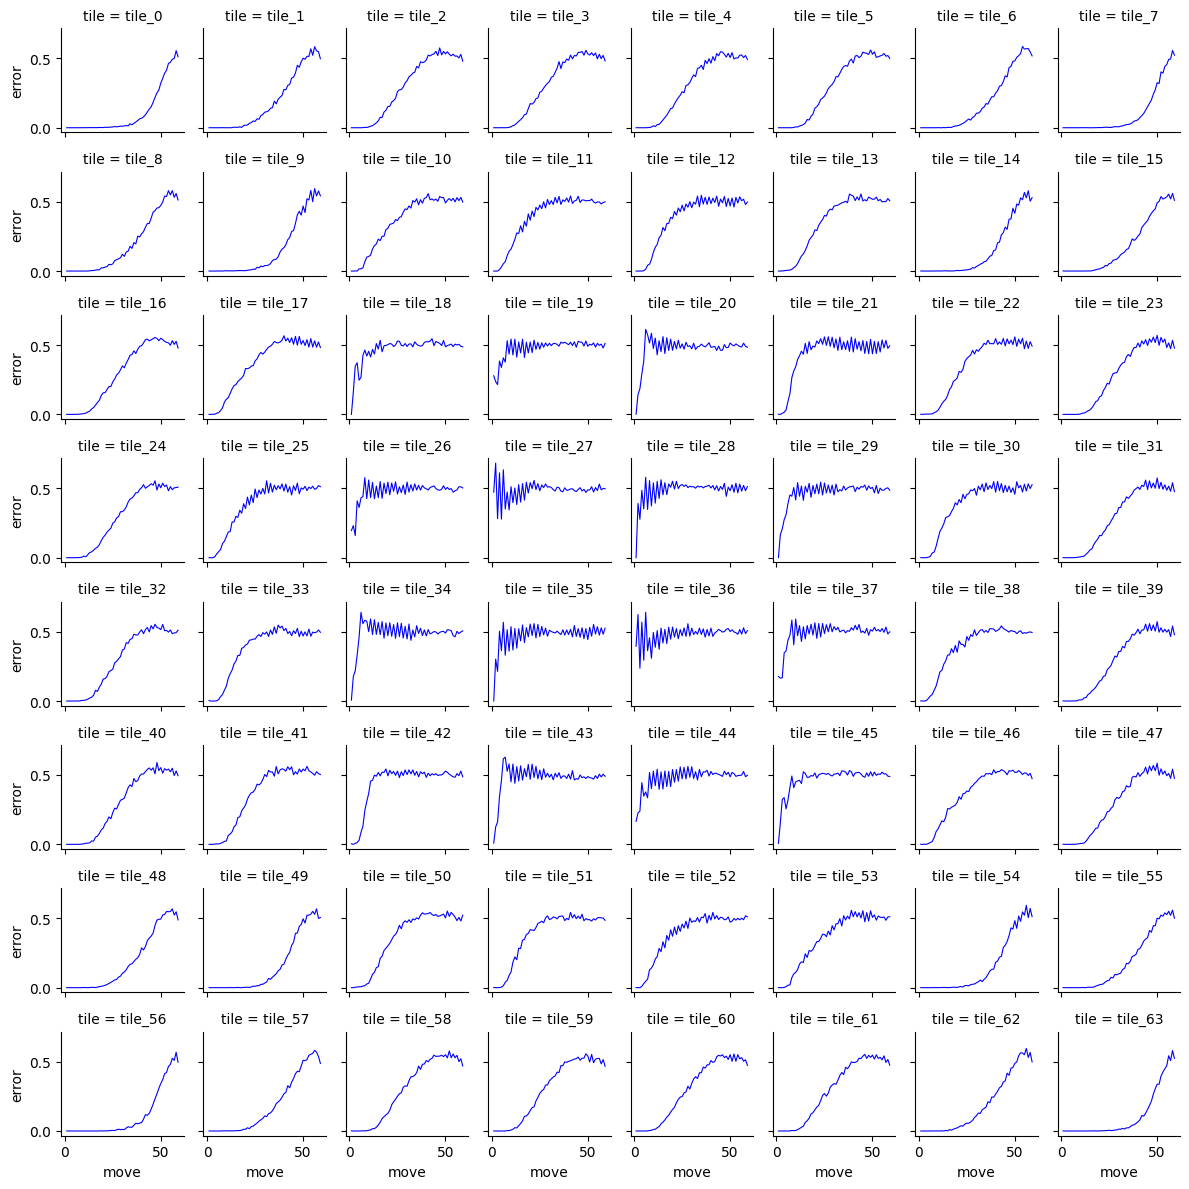 tile = tile_0 tile = tile_1 tile = tile_2 tile = tile_3 tile = tile_4 tile = tile_5 tile = tile_6 tile = tile_7
error
0.5
0.0
tile = tile_8 tile = tile_9 tile = tile_10 tile = tile_11 tile = tile_12 tile = tile_13 tile = tile_14 tile = tile_15
error
0.5
0.0
tile = tile_16 tile = tile_17 tile = tile_18 tile = tile_19 tile = tile_20 tile = tile_21 tile = tile_22 tile = tile_23
error
0.5
0.0
tile = tile_24 tile = tile_25 tile = tile_26 tile = tile_27 tile = tile_28 tile = tile_29 tile = tile_30 tile = tile_31
error
0.5
0.0
tile = tile_32 tile = tile_33 tile = tile_34 tile = tile_35 tile = tile_36 tile = tile_37 tile = tile_38 tile = tile_39
error
0.5
0.0
tile = tile_40 tile = tile_41 tile = tile_42 tile = tile_43 tile = tile_44 tile = tile_45 tile = tile_46 tile = tile_47
error
0.5
0.0
tile = tile_48 tile = tile_49 tile = tile_50 tile = tile_51 tile = tile_52 tile = tile_53 tile = tile_54 tile = tile_55
error
0.5
0.0
tile = tile_56 tile = tile_57 tile = tile_58 tile = tile_59 tile = tile_60 tile = tile_61 tile = tile_62 tile = tile_63
error
0.5
0.0
0 50 0 50 0 50 0 50 0 50 0 50 0 50 0 50
move move move move move move move move